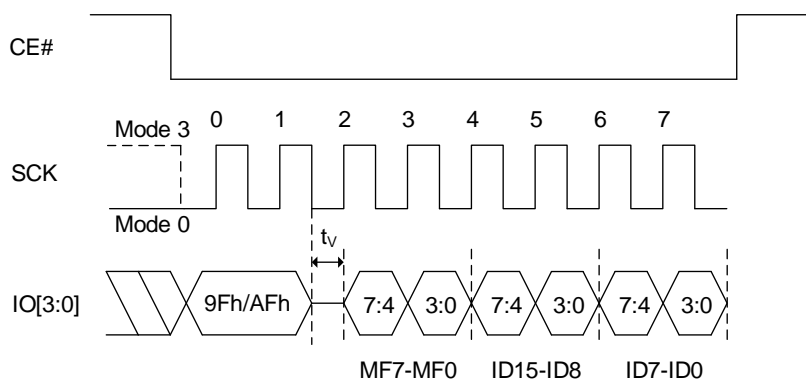 CE#
0 1 2 3 4 5 6 7
Mode 3
SCK
Mode 0
tV
IO[3:0] 9Fh/AFh 7:4 3:0 7:4 3:0 7:4 3:0
MF7-MF0 ID15-ID8 ID7-ID0